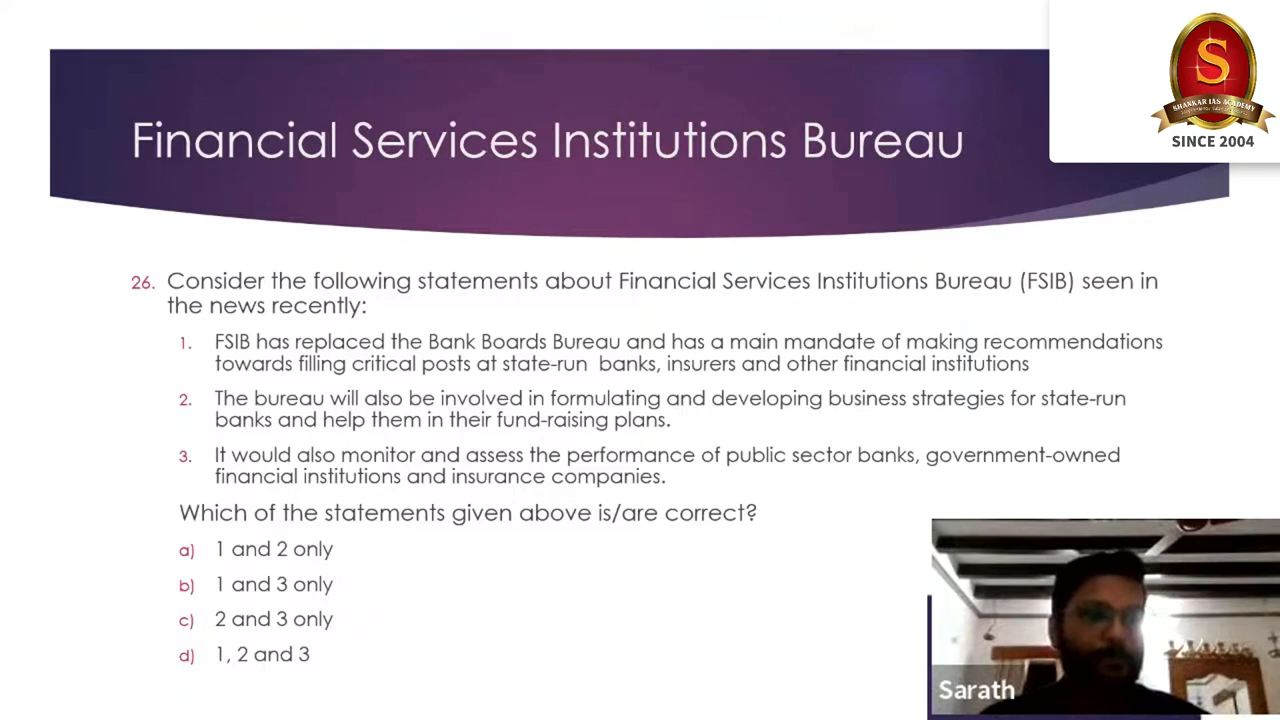 S
SHANKAR IAS ACADEMY
SINCE 2004
Financial Services Institutions Bureau
26. Consider the following statements about Financial Services Institutions Bureau (FSIB) seen in
the news recently:
1. FSIB has replaced the Bank Boards Bureau and has a main mandate of making recommendations
towards filling critical posts at state-run banks, insurers and other financial institutions
2. The bureau will also be involved in formulating and developing business strategies for state-run
banks and help them in their fund-raising plans.
3. It would also monitor and assess the performance of public sector banks, government-owned
financial institutions and insurance companies.
Which of the statements given above is/are correct?
a) 1 and 2 only
b) 1 and 3 only
c) 2 and 3 only
d) 1, 2 and 3
Sarath